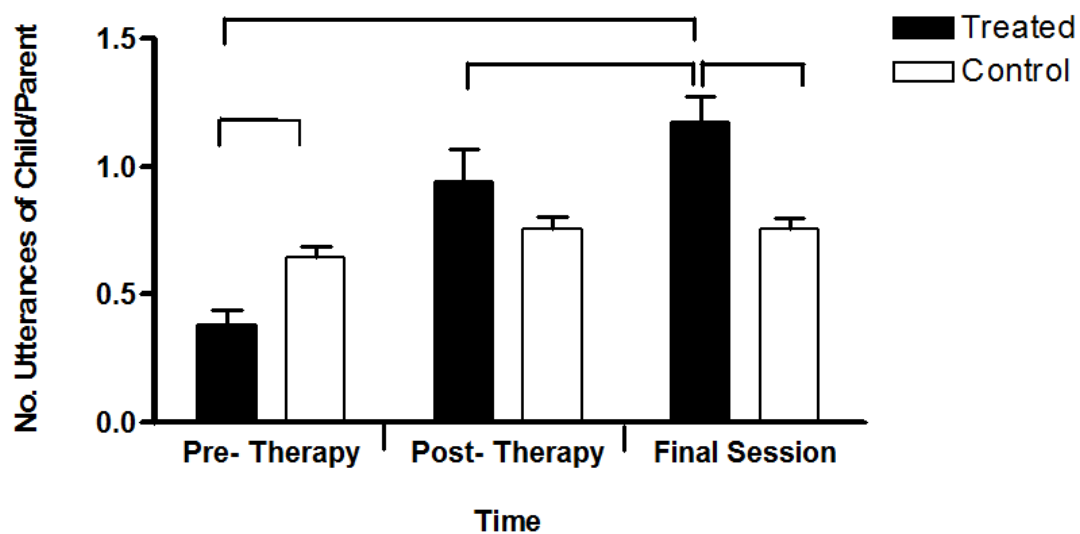 Treated
Control
No. Utterances of Child/Parent
1.5
1.0
0.5
0.0
Pre- Therapy
Post- Therapy
Final Session
Time